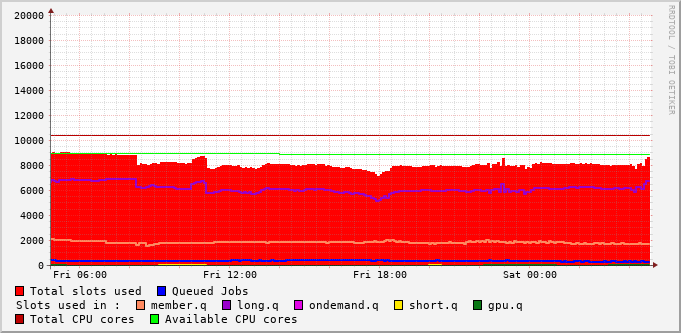 20000
18000
16000
14000
12000
10000
8000
6000
4000
2000
0
Fri 06:00 Fri 12:00 Fri 18:00 Sat 00:00
Total slots used Queued Jobs
Slots used in : member.q long.q ondemand.q short.q gpu.q
Total CPU cores Available CPU cores
RRDTOOL / TOBI OETIKER